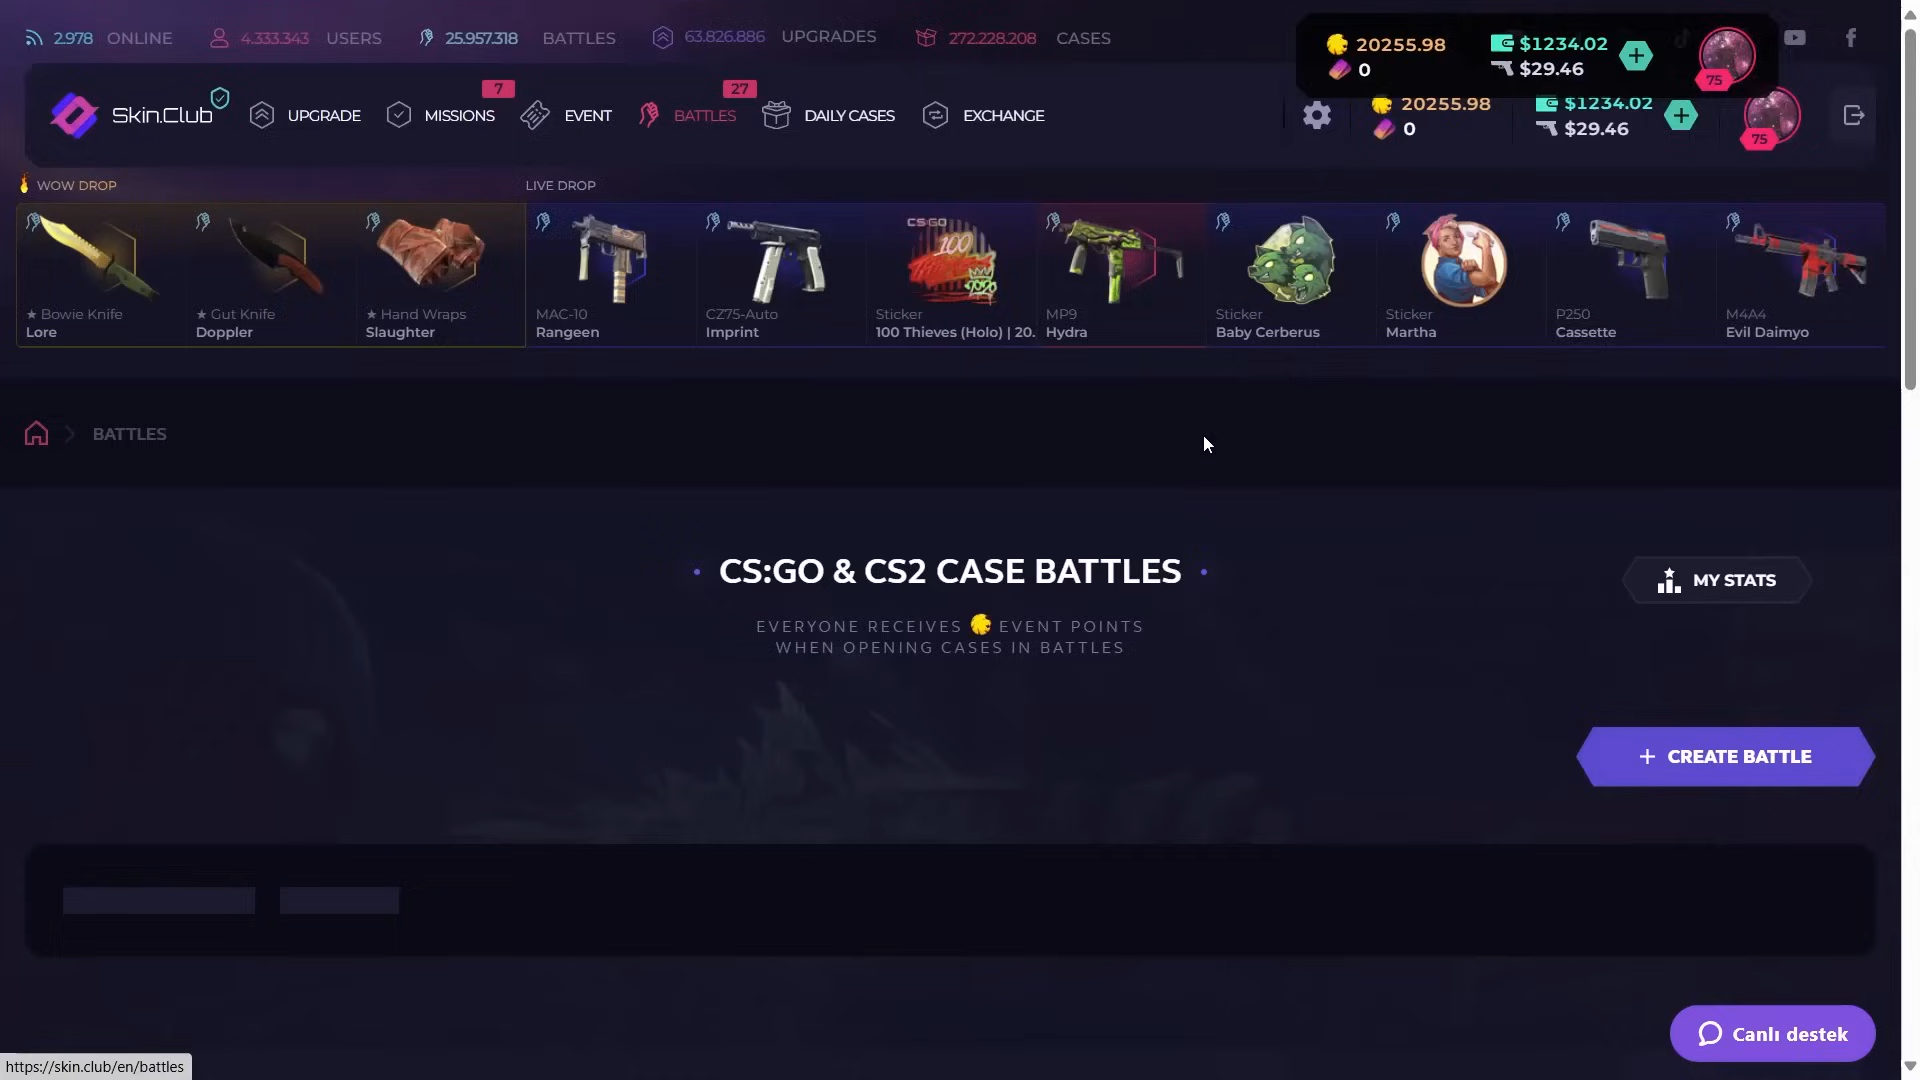 2.978 ONLINE 4.333.343 USERS 25.957.318 BATTLES 63.826.886 UPGRADES 272.228.208 CASES
20255.98 $1234.02
0 $29.46
75
Skin.Club UPGRADE 7 MISSIONS EVENT 27 BATTLES DAILY CASES EXCHANGE
20255.98 $1234.02
0 $29.46
75
WOW DROP LIVE DROP
★ Bowie Knife
Lore
★ Gut Knife
Doppler
★ Hand Wraps
Slaughter
MAC-10
Rangeen
CZ75-Auto
Imprint
CS:GO
100
Sticker
100 Thieves (Holo) | 20.
MP9
Hydra
Sticker
Baby Cerberus
Sticker
Martha
P250
Cassette
M4A4
Evil Daimyo
BATTLES
CS:GO & CS2 CASE BATTLES
EVERYONE RECEIVES EVENT POINTS
WHEN OPENING CASES IN BATTLES
MY STATS
+ CREATE BATTLE
Canlı destek
https://skin.club/en/battles